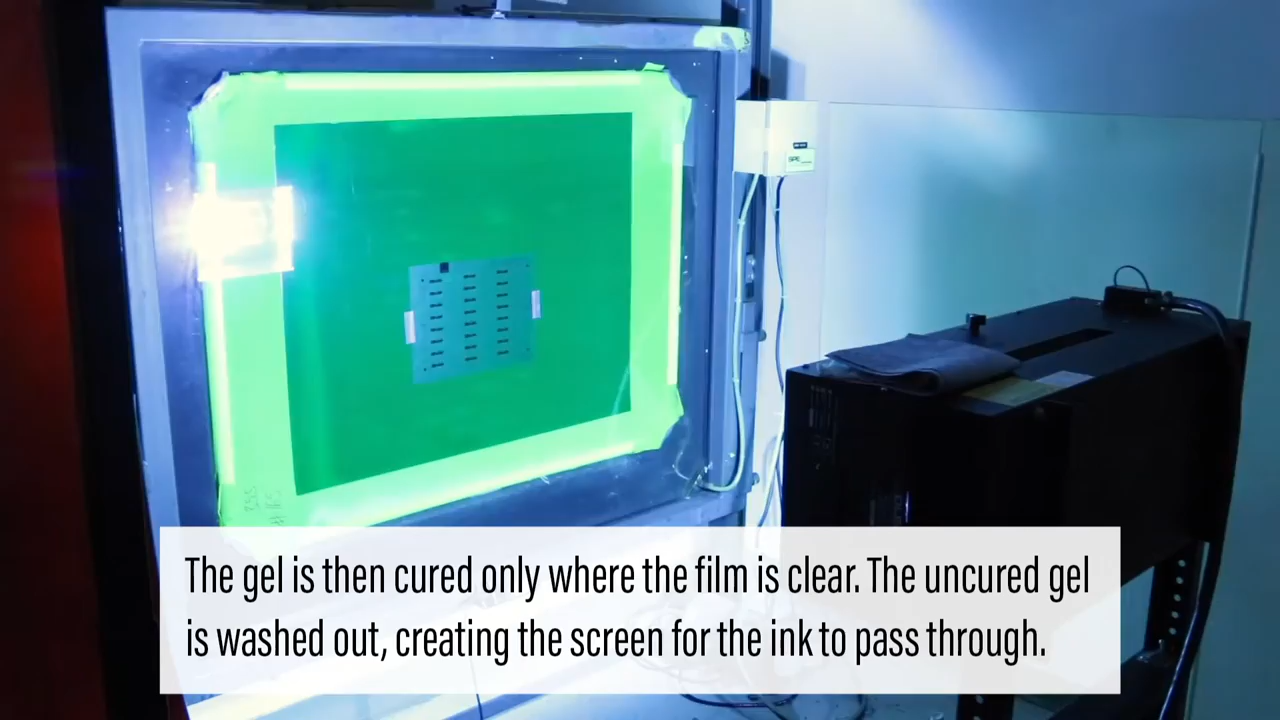 The gel is then cured only where the film is clear. The uncured gel
is washed out, creating the screen for the ink to pass through.